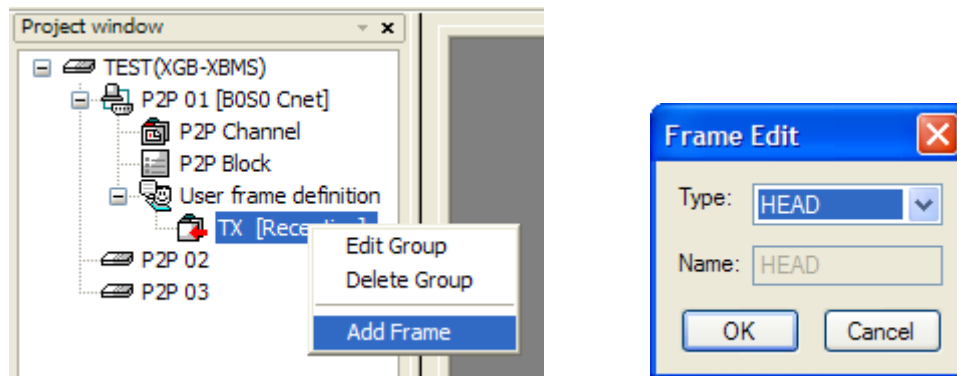 Project window
TEST(XGB-XBMS)
P2P 01 [B0S0 Cnet]
P2P Channel
P2P Block
User frame definition
TX [Rece
P2P 02
P2P 03
Edit Group
Delete Group
Add Frame
Frame Edit
Type: HEAD
Name: HEAD
OK Cancel